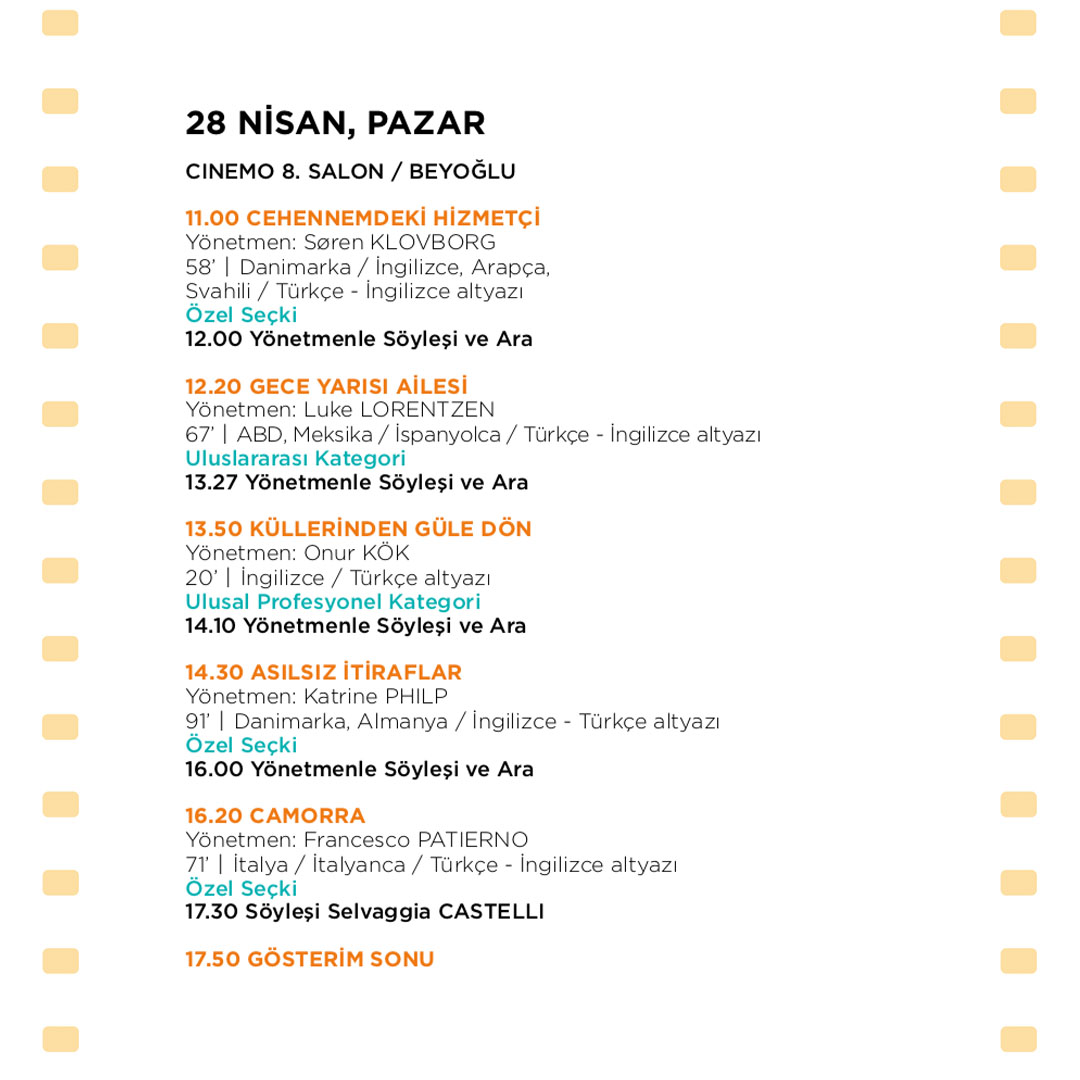 28 NİSAN, PAZAR
CINEMO 8. SALON / BEYOĞLU
11.00 CEHENNEMDEKİ HİZMETÇİ
Yönetmen: Søren KLOVBORG
58’ | Danimarka / İngilizce, Arapça,
Svahili / Türkçe - İngilizce altyazı
Özel Seçki
12.00 Yönetmenle Söyleşi ve Ara
12.20 GECE YARISI AİLESİ
Yönetmen: Luke LORENTZEN
67’ | ABD, Meksika / İspanyolca / Türkçe - İngilizce altyazı
Uluslararası Kategori
13.27 Yönetmenle Söyleşi ve Ara
13.50 KÜLLERİNDEN GÜLE DÖN
Yönetmen: Onur KÖK
20’ | İngilizce / Türkçe altyazı
Ulusal Profesyonel Kategori
14.10 Yönetmenle Söyleşi ve Ara
14.30 ASILSIZ İTİRAFLAR
Yönetmen: Katrine PHILP
91’ | Danimarka, Almanya / İngilizce - Türkçe altyazı
Özel Seçki
16.00 Yönetmenle Söyleşi ve Ara
16.20 CAMORRA
Yönetmen: Francesco PATIERNO
71’ | İtalya / İtalyanca / Türkçe - İngilizce altyazı
Özel Seçki
17.30 Söyleşi Selvaggia CASTELLI
17.50 GÖSTERİM SONU